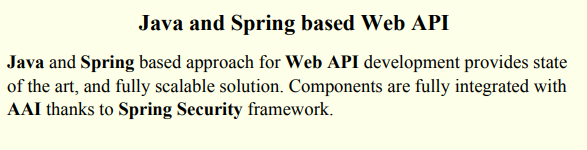 Java and Spring based Web API
Java and Spring based approach for Web API development provides state
of the art, and fully scalable solution. Components are fully integrated with
AAI thanks to Spring Security framework.